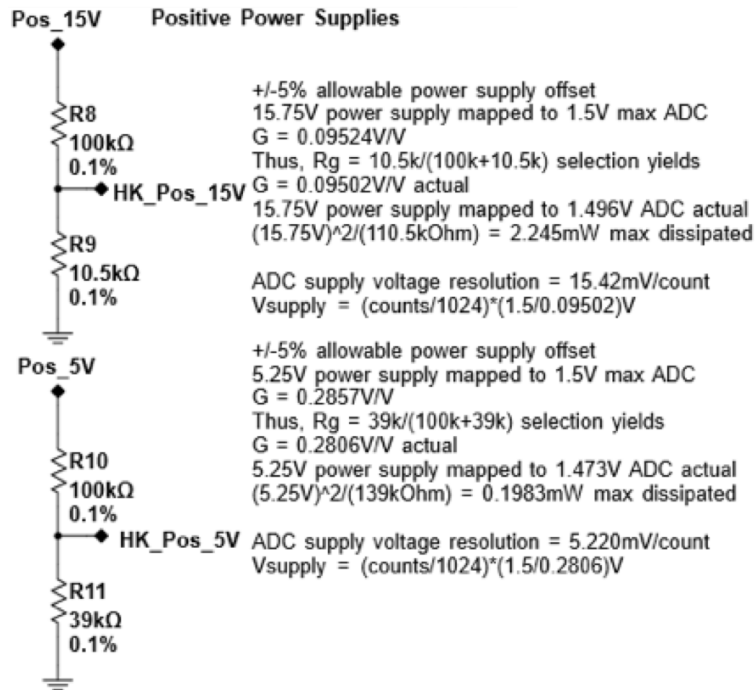 Pos_15V Positive Power Supplies
+/-5% allowable power supply offset
R8
15.75V power supply mapped to 1.5V max ADC
100kΩ
G = 0.09524V/V
0.1%
Thus, Rg = 10.5k/(100k+10.5k) selection yields
HK_Pos_15V
G = 0.09502V/V actual
15.75V power supply mapped to 1.496V ADC actual
R9
(15.75V)^2/(110.5kOhm) = 2.245mW max dissipated
10.5kΩ
0.1%
ADC supply voltage resolution = 15.42mV/count
Vsupply = (counts/1024)*(1.5/0.09502)V
Pos_5V
+/-5% allowable power supply offset
5.25V power supply mapped to 1.5V max ADC
G = 0.2857V/V
Thus, Rg = 39k/(100k+39k) selection yields
R10
G = 0.2806V/V actual
100kΩ
5.25V power supply mapped to 1.473V ADC actual
0.1%
(5.25V)^2/(139kOhm) = 0.1983mW max dissipated
HK_Pos_5V
ADC supply voltage resolution = 5.220mV/count
Vsupply = (counts/1024)*(1.5/0.2806)V
R11
39kΩ
0.1%